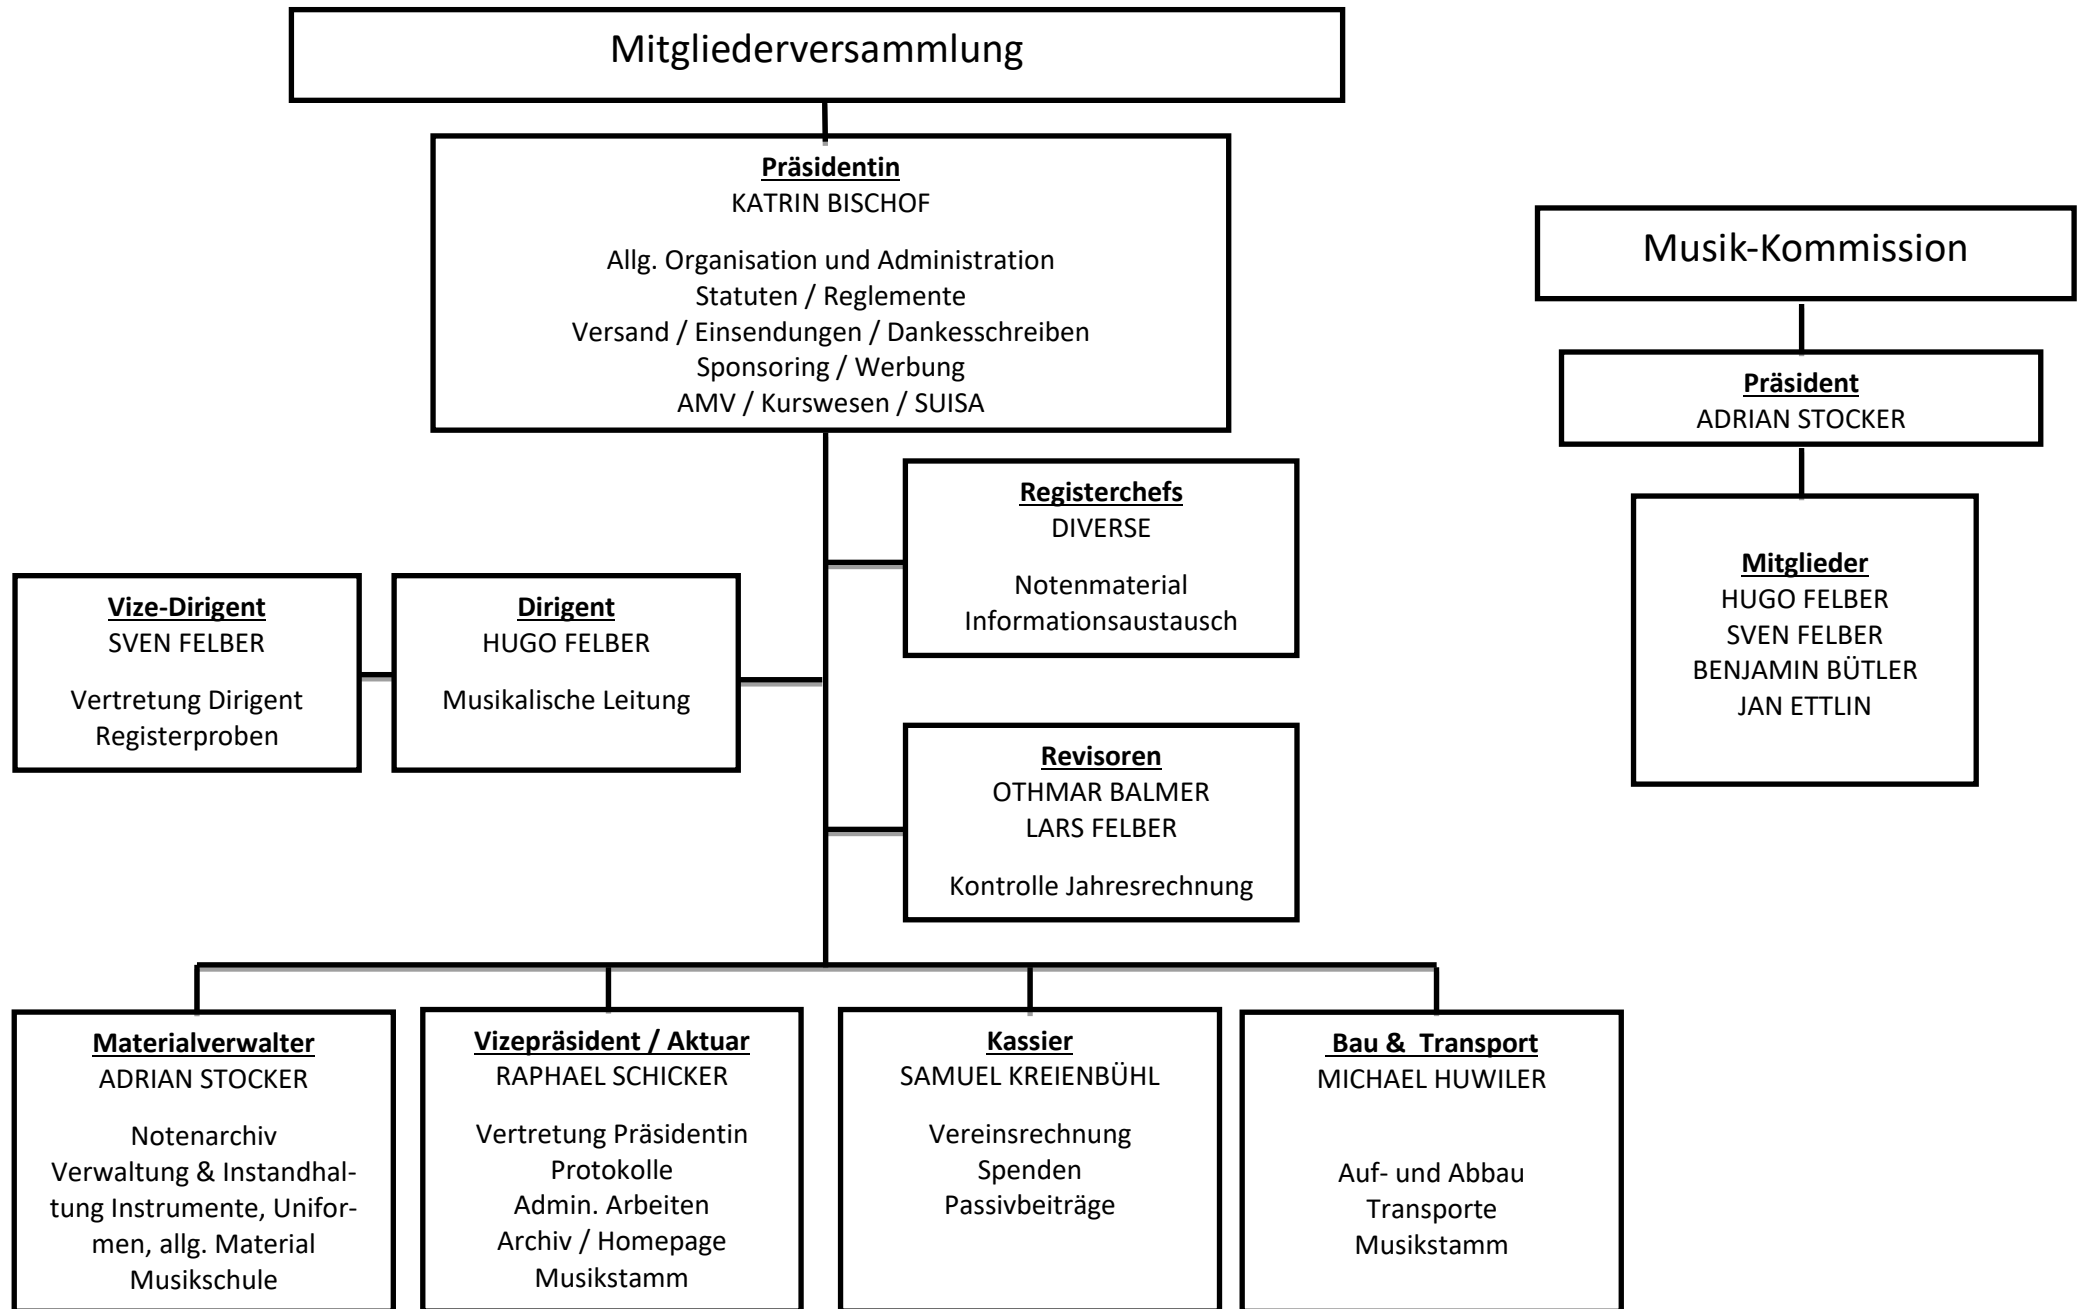 Mitgliederversammlung
Präsidentin
KATRIN BISCHOF
Allg. Organisation und Administration
Statuten / Reglemente
Versand / Einsendungen / Dankesschreiben
Sponsoring / Werbung
AMV / Kurswesen / SUISA
Musik-Kommission
Präsident
ADRIAN STOCKER
Mitglieder
HUGO FELBER
SVEN FELBER
BENJAMIN BÜTLER
JAN ETTLIN
Registerchefs
DIVERSE
Notenmaterial
Informationsaustausch
Vize-Dirigent
SVEN FELBER
Vertretung Dirigent
Registerproben
Dirigent
HUGO FELBER
Musikalische Leitung
Revisoren
OTHMAR BALMER
LARS FELBER
Kontrolle Jahresrechnung
Materialverwalter
ADRIAN STOCKER
Notenarchiv
Verwaltung & Instandhal-
tung Instrumente, Unifor-
men, allg. Material
Musikschule
Vizepräsident / Aktuar
RAPHAEL SCHICKER
Vertretung Präsidentin
Protokolle
Admin. Arbeiten
Archiv / Homepage
Musikstamm
Kassier
SAMUEL KREIENBÜHL
Vereinsrechnung
Spenden
Passivbeiträge
Bau &  Transport
MICHAEL HUWILER
Auf- und Abbau
Transporte
Musikstamm